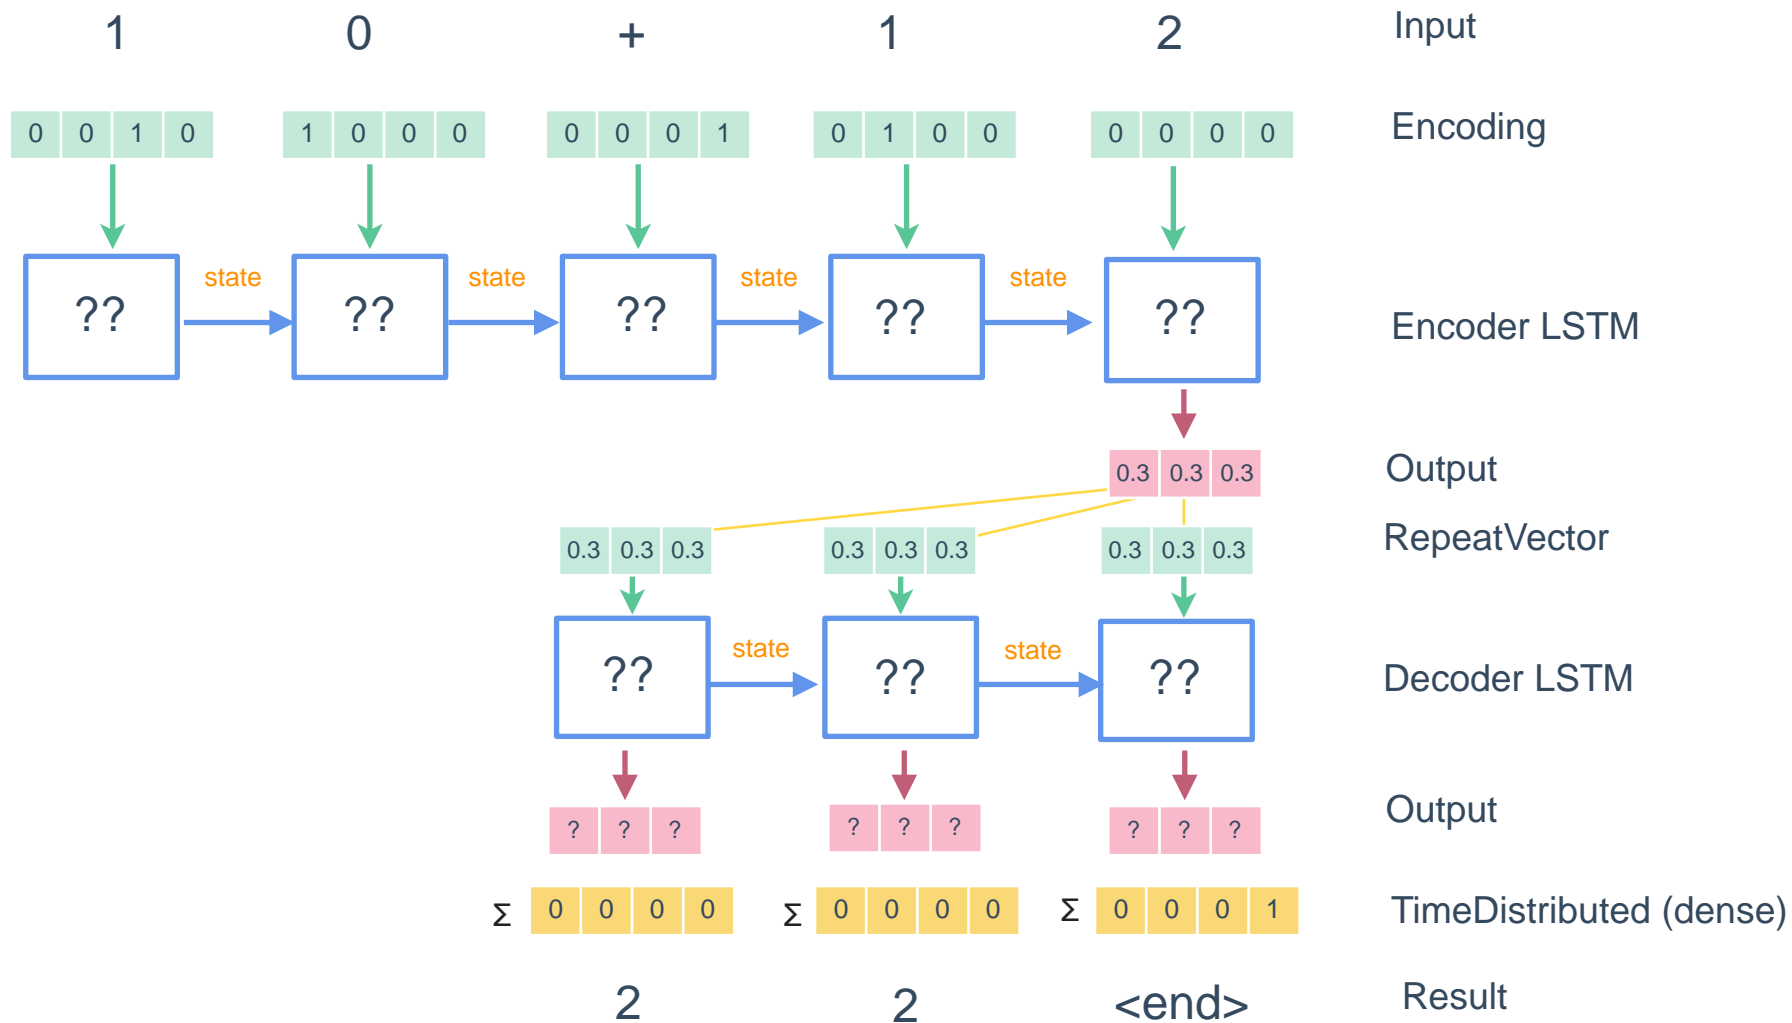 1 0 + 1 2 Input
0 0 1 0 1 0 0 0 0 0 0 1 0 1 0 0 0 0 0 0 Encoding
state state state state
?? ?? ?? ?? ?? Encoder LSTM
0.3 0.3 0.3 Output
0.3 0.3 0.3 0.3 0.3 0.3 0.3 0.3 0.3 RepeatVector
state state
?? ?? ?? Decoder LSTM
? ? ? ? ? ? ? ? ? Output
Σ 0 0 0 0 Σ 0 0 0 0 Σ 0 0 0 1 TimeDistributed (dense)
2 2 <end> Result